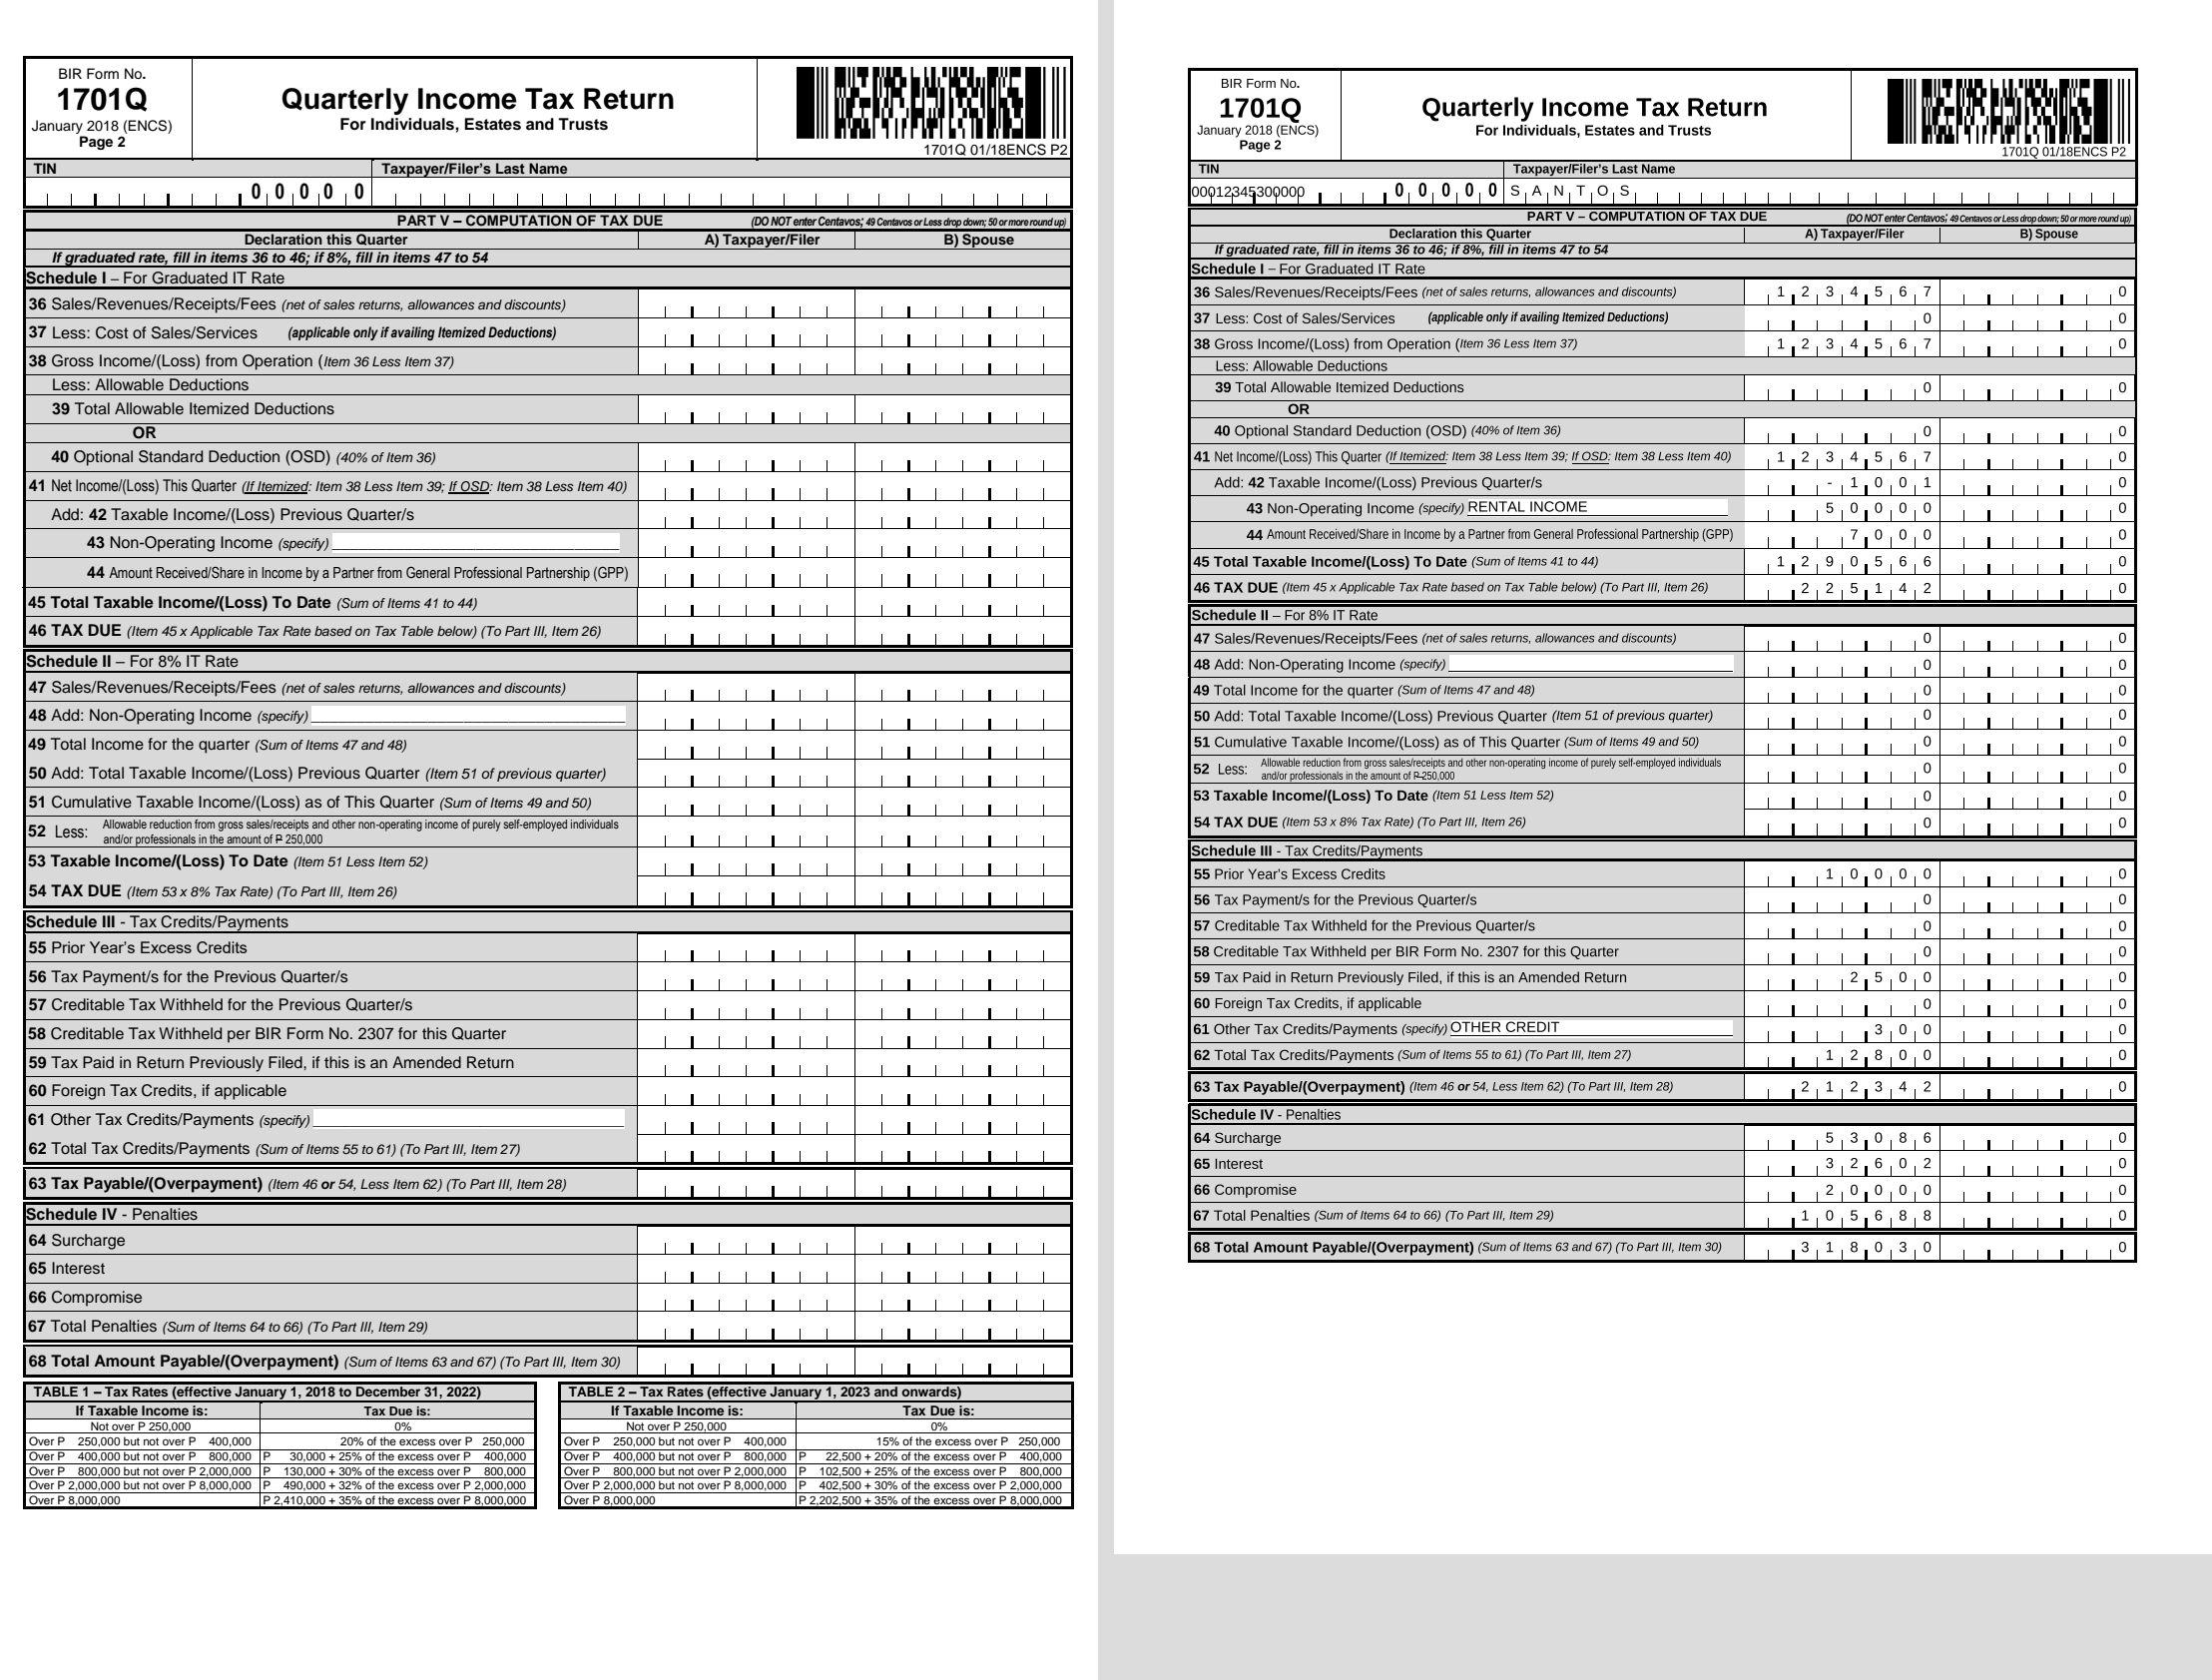 BIR Form No.
1701Q
January 2018 (ENCS)
Page 2
Quarterly Income Tax Return
For Individuals, Estates and Trusts
1701Q 01/18ENCS P2
TIN Taxpayer/Filer’s Last Name
0 0 0 0 0
PART V – COMPUTATION OF TAX DUE (DO NOT enter Centavos; 49 Centavos or Less drop down; 50 or more round up)
Declaration this Quarter A) Taxpayer/Filer B) Spouse
If graduated rate, fill in items 36 to 46; if 8%, fill in items 47 to 54
Schedule I – For Graduated IT Rate
36 Sales/Revenues/Receipts/Fees (net of sales returns, allowances and discounts)
37 Less: Cost of Sales/Services (applicable only if availing Itemized Deductions)
38 Gross Income/(Loss) from Operation (Item 36 Less Item 37)
Less: Allowable Deductions
39 Total Allowable Itemized Deductions
OR
40 Optional Standard Deduction (OSD) (40% of Item 36)
41 Net Income/(Loss) This Quarter (If Itemized: Item 38 Less Item 39; If OSD: Item 38 Less Item 40)
Add: 42 Taxable Income/(Loss) Previous Quarter/s
43 Non-Operating Income (specify)
44 Amount Received/Share in Income by a Partner from General Professional Partnership (GPP)
45 Total Taxable Income/(Loss) To Date (Sum of Items 41 to 44)
46 TAX DUE (Item 45 x Applicable Tax Rate based on Tax Table below) (To Part III, Item 26)
Schedule II – For 8% IT Rate
47 Sales/Revenues/Receipts/Fees (net of sales returns, allowances and discounts)
48 Add: Non-Operating Income (specify)
49 Total Income for the quarter (Sum of Items 47 and 48)
50 Add: Total Taxable Income/(Loss) Previous Quarter (Item 51 of previous quarter)
51 Cumulative Taxable Income/(Loss) as of This Quarter (Sum of Items 49 and 50)
52 Less: Allowable reduction from gross sales/receipts and other non-operating income of purely self-employed individuals
and/or professionals in the amount of P 250,000
53 Taxable Income/(Loss) To Date (Item 51 Less Item 52)
54 TAX DUE (Item 53 x 8% Tax Rate) (To Part III, Item 26)
Schedule III - Tax Credits/Payments
55 Prior Year’s Excess Credits
56 Tax Payment/s for the Previous Quarter/s
57 Creditable Tax Withheld for the Previous Quarter/s
58 Creditable Tax Withheld per BIR Form No. 2307 for this Quarter
59 Tax Paid in Return Previously Filed, if this is an Amended Return
60 Foreign Tax Credits, if applicable
61 Other Tax Credits/Payments (specify)
62 Total Tax Credits/Payments (Sum of Items 55 to 61) (To Part III, Item 27)
63 Tax Payable/(Overpayment) (Item 46 or 54, Less Item 62) (To Part III, Item 28)
Schedule IV - Penalties
64 Surcharge
65 Interest
66 Compromise
67 Total Penalties (Sum of Items 64 to 66) (To Part III, Item 29)
68 Total Amount Payable/(Overpayment) (Sum of Items 63 and 67) (To Part III, Item 30)
TABLE 1 – Tax Rates (effective January 1, 2018 to December 31, 2022)
If Taxable Income is: Tax Due is:
Not over P 250,000 0%
Over P 250,000 but not over P 400,000 20% of the excess over P 250,000
Over P 400,000 but not over P 800,000 P 30,000 + 25% of the excess over P 400,000
Over P 800,000 but not over P 2,000,000 P 130,000 + 30% of the excess over P 800,000
Over P 2,000,000 but not over P 8,000,000 P 490,000 + 32% of the excess over P 2,000,000
Over P 8,000,000 P 2,410,000 + 35% of the excess over P 8,000,000
TABLE 2 – Tax Rates (effective January 1, 2023 and onwards)
If Taxable Income is: Tax Due is:
Not over P 250,000 0%
Over P 250,000 but not over P 400,000 15% of the excess over P 250,000
Over P 400,000 but not over P 800,000 P 22,500 + 20% of the excess over P 400,000
Over P 800,000 but not over P 2,000,000 P 102,500 + 25% of the excess over P 800,000
Over P 2,000,000 but not over P 8,000,000 P 402,500 + 30% of the excess over P 2,000,000
Over P 8,000,000 P 2,202,500 + 35% of the excess over P 8,000,000
BIR Form No.
1701Q
January 2018 (ENCS)
Page 2
Quarterly Income Tax Return
For Individuals, Estates and Trusts
1701Q 01/18ENCS P2
TIN Taxpayer/Filer’s Last Name
00012345300000 0 0 0 0 0 S A N T O S
PART V – COMPUTATION OF TAX DUE (DO NOT enter Centavos; 49 Centavos or Less drop down; 50 or more round up)
Declaration this Quarter A) Taxpayer/Filer B) Spouse
If graduated rate, fill in items 36 to 46; if 8%, fill in items 47 to 54
Schedule I – For Graduated IT Rate
36 Sales/Revenues/Receipts/Fees (net of sales returns, allowances and discounts) 1 2 3 4 5 6 7 0
37 Less: Cost of Sales/Services (applicable only if availing Itemized Deductions) 0 0
38 Gross Income/(Loss) from Operation (Item 36 Less Item 37) 1 2 3 4 5 6 7 0
Less: Allowable Deductions
39 Total Allowable Itemized Deductions 0 0
OR
40 Optional Standard Deduction (OSD) (40% of Item 36) 0 0
41 Net Income/(Loss) This Quarter (If Itemized: Item 38 Less Item 39; If OSD: Item 38 Less Item 40) 1 2 3 4 5 6 7 0
Add: 42 Taxable Income/(Loss) Previous Quarter/s - 1 0 0 1 0
43 Non-Operating Income (specify) RENTAL INCOME 5 0 0 0 0 0
44 Amount Received/Share in Income by a Partner from General Professional Partnership (GPP) 7 0 0 0 0
45 Total Taxable Income/(Loss) To Date (Sum of Items 41 to 44) 1 2 9 0 5 6 6 0
46 TAX DUE (Item 45 x Applicable Tax Rate based on Tax Table below) (To Part III, Item 26) 2 2 5 1 4 2 0
Schedule II – For 8% IT Rate
47 Sales/Revenues/Receipts/Fees (net of sales returns, allowances and discounts) 0 0
48 Add: Non-Operating Income (specify) 0 0
49 Total Income for the quarter (Sum of Items 47 and 48) 0 0
50 Add: Total Taxable Income/(Loss) Previous Quarter (Item 51 of previous quarter) 0 0
51 Cumulative Taxable Income/(Loss) as of This Quarter (Sum of Items 49 and 50) 0 0
52 Less: Allowable reduction from gross sales/receipts and other non-operating income of purely self-employed individuals
and/or professionals in the amount of P 250,000 0 0
53 Taxable Income/(Loss) To Date (Item 51 Less Item 52) 0 0
54 TAX DUE (Item 53 x 8% Tax Rate) (To Part III, Item 26) 0 0
Schedule III - Tax Credits/Payments
55 Prior Year’s Excess Credits 1 0 0 0 0 0
56 Tax Payment/s for the Previous Quarter/s 0 0
57 Creditable Tax Withheld for the Previous Quarter/s 0 0
58 Creditable Tax Withheld per BIR Form No. 2307 for this Quarter 0 0
59 Tax Paid in Return Previously Filed, if this is an Amended Return 2 5 0 0 0
60 Foreign Tax Credits, if applicable 0 0
61 Other Tax Credits/Payments (specify) OTHER CREDIT 3 0 0 0
62 Total Tax Credits/Payments (Sum of Items 55 to 61) (To Part III, Item 27) 1 2 8 0 0 0
63 Tax Payable/(Overpayment) (Item 46 or 54, Less Item 62) (To Part III, Item 28) 2 1 2 3 4 2 0
Schedule IV - Penalties
64 Surcharge 5 3 0 8 6 0
65 Interest 3 2 6 0 2 0
66 Compromise 2 0 0 0 0 0
67 Total Penalties (Sum of Items 64 to 66) (To Part III, Item 29) 1 0 5 6 8 8 0
68 Total Amount Payable/(Overpayment) (Sum of Items 63 and 67) (To Part III, Item 30) 3 1 8 0 3 0 0